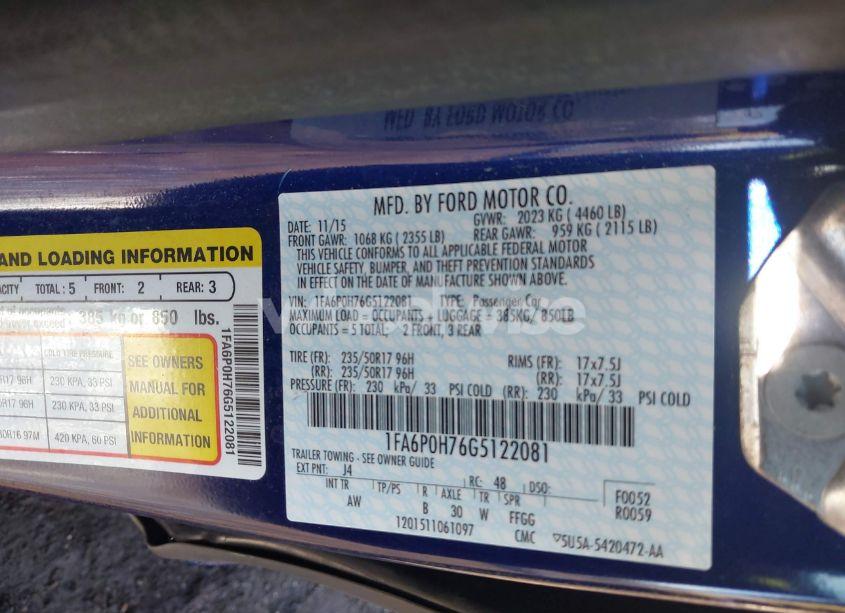 MFD. BY FORD MOTOR CO.
AND LOADING INFORMATION
TOTAL: 5 FRONT: 2 REAR: 3
385 kg or 850 lbs.
COLD TIRE PRESSURE
230 KPA, 33 PSI
230 KPA, 33 PSI
420 KPA, 60 PSI
SEE OWNERS
MANUAL FOR
ADDITIONAL
INFORMATION
1FA6P0H76G5122081
MFD. BY FORD MOTOR CO.
DATE: 11/15 GVWR: 2023 KG ( 4460 LB)
FRONT GAWR: 1068 KG ( 2355 LB) REAR GAWR: 959 KG ( 2115 LB)
THIS VEHICLE CONFORMS TO ALL APPLICABLE FEDERAL MOTOR
VEHICLE SAFETY, BUMPER, AND THEFT PREVENTION STANDARDS
IN EFFECT ON THE DATE OF MANUFACTURE SHOWN ABOVE.
VIN: 1FA6P0H76G5122081 TYPE: Passenger Car
MAXIMUM LOAD = OCCUPANTS + LUGGAGE = 385KG/ 850LB
OCCUPANTS = 5 TOTAL, 2 FRONT, 3 REAR
TIRE (FR): 235/50R17 96H RIMS (FR): 17x7.5J
(RR): 235/50R17 96H (RR): 17x7.5J
PRESSURE (FR): 230 kPa/ 33 PSI COLD (RR): 230 kPa/ 33 PSI COLD
1FA6P0H76G5122081
TRAILER TOWING - SEE OWNER GUIDE
EXT PNT: J4 RC: 48 DSO:
INT TR TP/PS R AXLE TR SPR
AW B 30 W FFGG
F0052
R0059
1201511061097 CMC 5U5A-5420472-AA